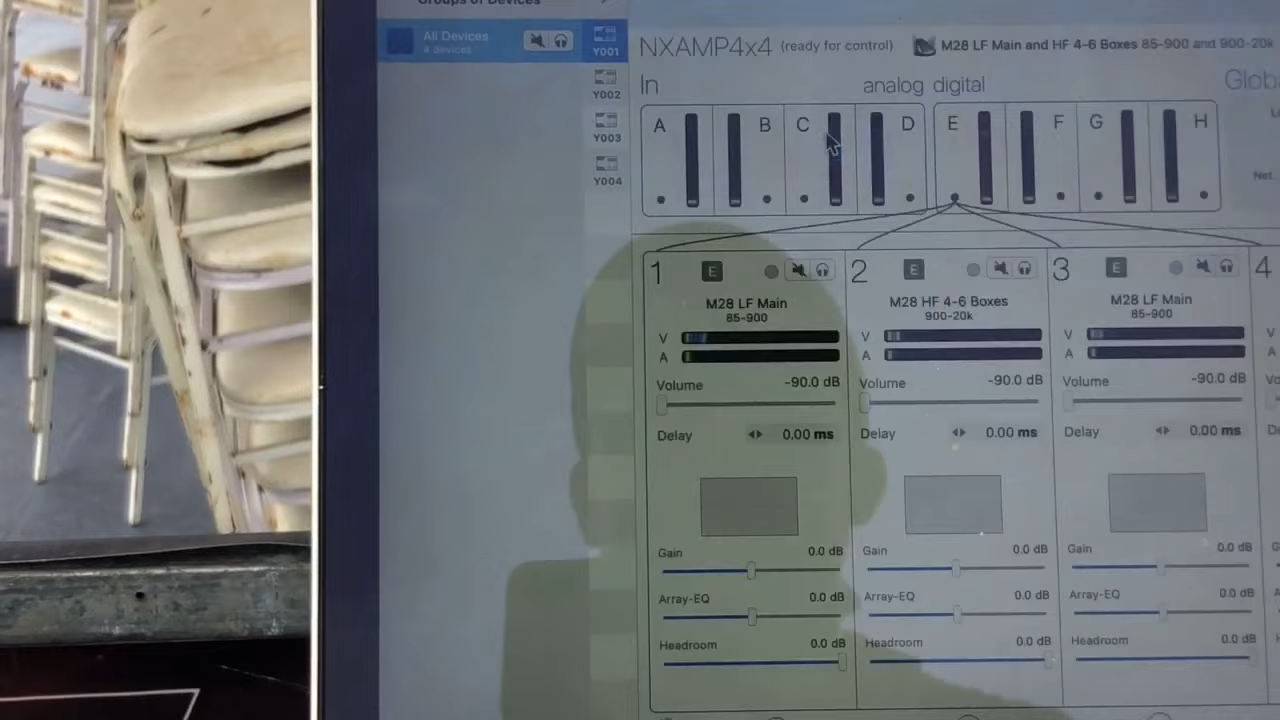 Groups of Devices
All Devices
4 devices
Y001
Y002
Y003
Y004
NXAMP4x4 (ready for control) M28 LF Main and HF 4-6 Boxes 85-900 and 900-20k
In analog digital
A B C D E F G H
Net.
1 E
M28 LF Main
85-900
V
A
Volume -90.0 dB
Delay 0.00 ms
Gain 0.0 dB
Array-EQ 0.0 dB
Headroom 0.0 dB
2 E
M28 HF 4-6 Boxes
900-20k
V
A
Volume -90.0 dB
Delay 0.00 ms
Gain 0.0 dB
Array-EQ 0.0 dB
Headroom 0.0 dB
3 E
M28 LF Main
85-900
V
A
Volume -90.0 dB
Delay 0.00 ms
Gain 0.0 dB
Array-EQ 0.0 dB
Headroom 0.0 dB
4
V
A